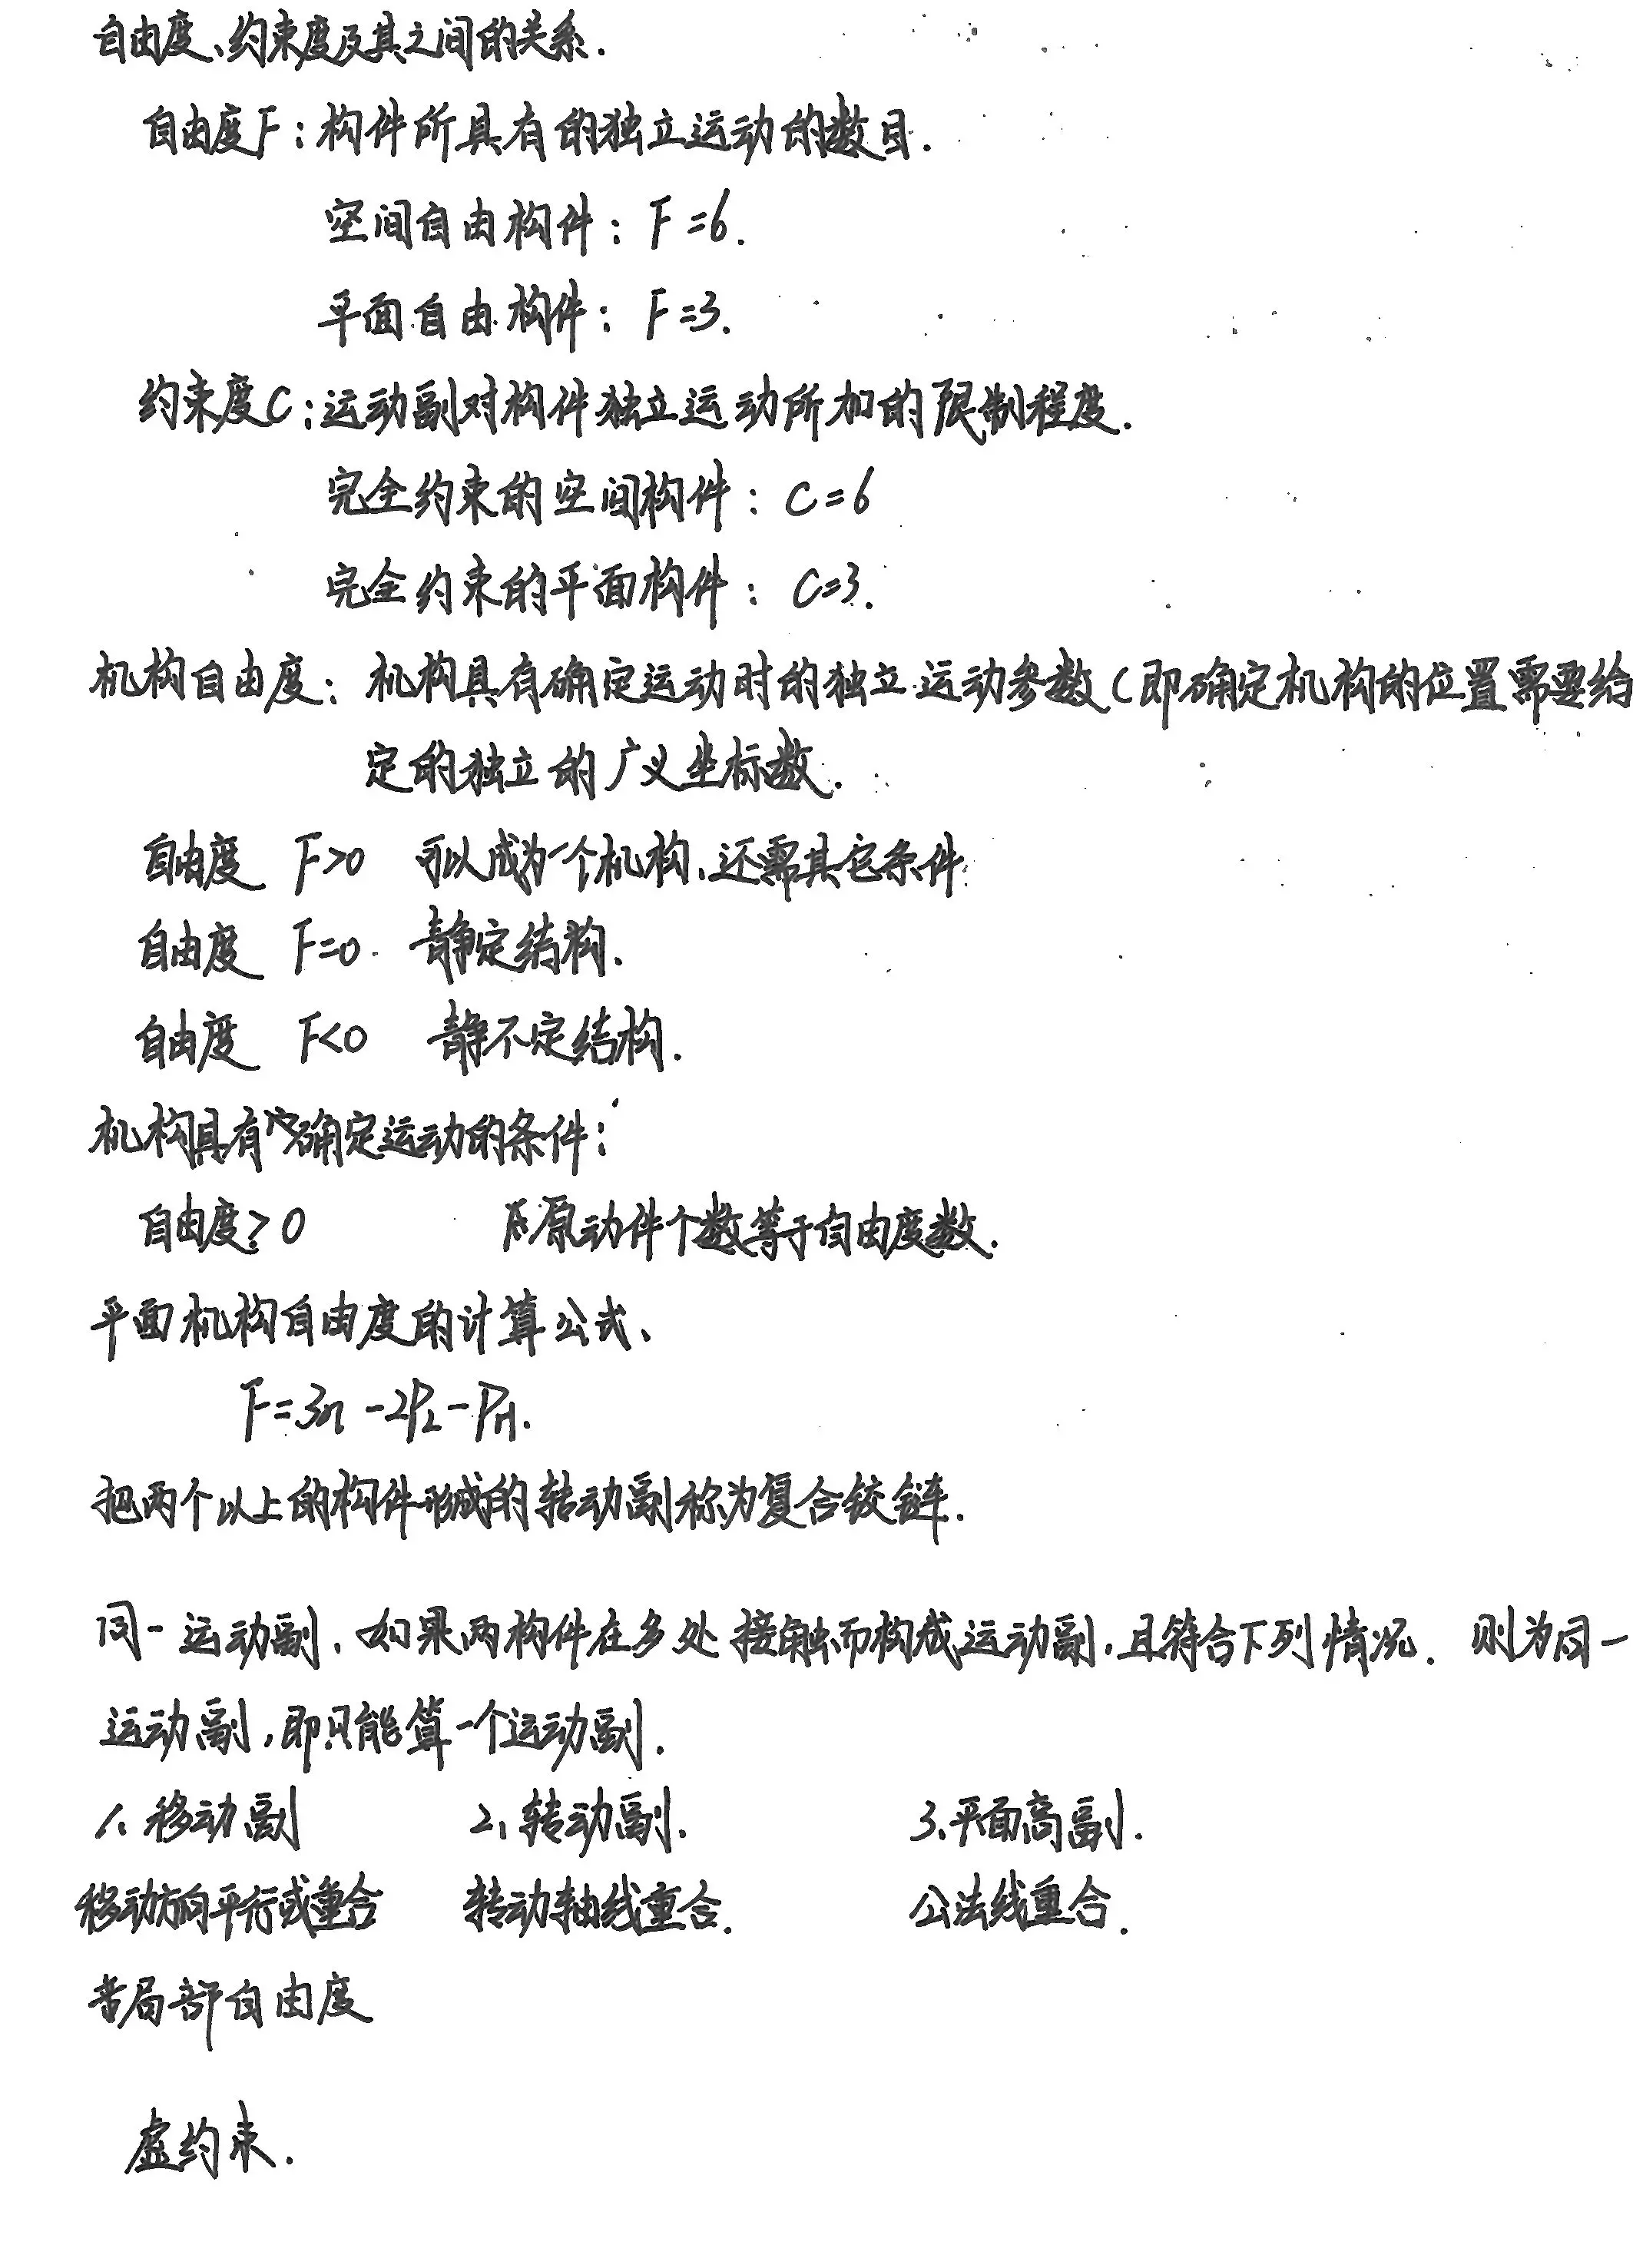 自由度、约束度及其之间的关系.
自由度F:构件所具有的独立运动的数目.
空间自由构件: F=6.
平面自由构件: F=3.
约束度C:运动副对构件独立运动所加的限制程度.
完全约束的空间构件: C=6
完全约束的平面构件: C=3.
机构自由度: 机构具有确定运动时的独立运动参数(即确定机构的位置需要给
定的独立的广义坐标数.
自由度 F>0 可以成为一个机构,还需其它条件.
自由度 F=0. 静定结构.
自由度 F<0 静不定结构.
机构具有确定运动的条件:
自由度≥0 原动件个数等于自由度数.
平面机构自由度的计算公式、
F=3n-2PL-PH.
把两个以上的构件形成的转动副称为复合铰链.
同一运动副.如果两构件在多处接触而构成运动副,且符合下列情况. 则为同一
运动副,即只能算一个运动副.
1.移动副 2、转动副. 3、平面高副.
移动方向平行或重合 转动轴线重合. 公法线重合.
局部自由度
虚约束.